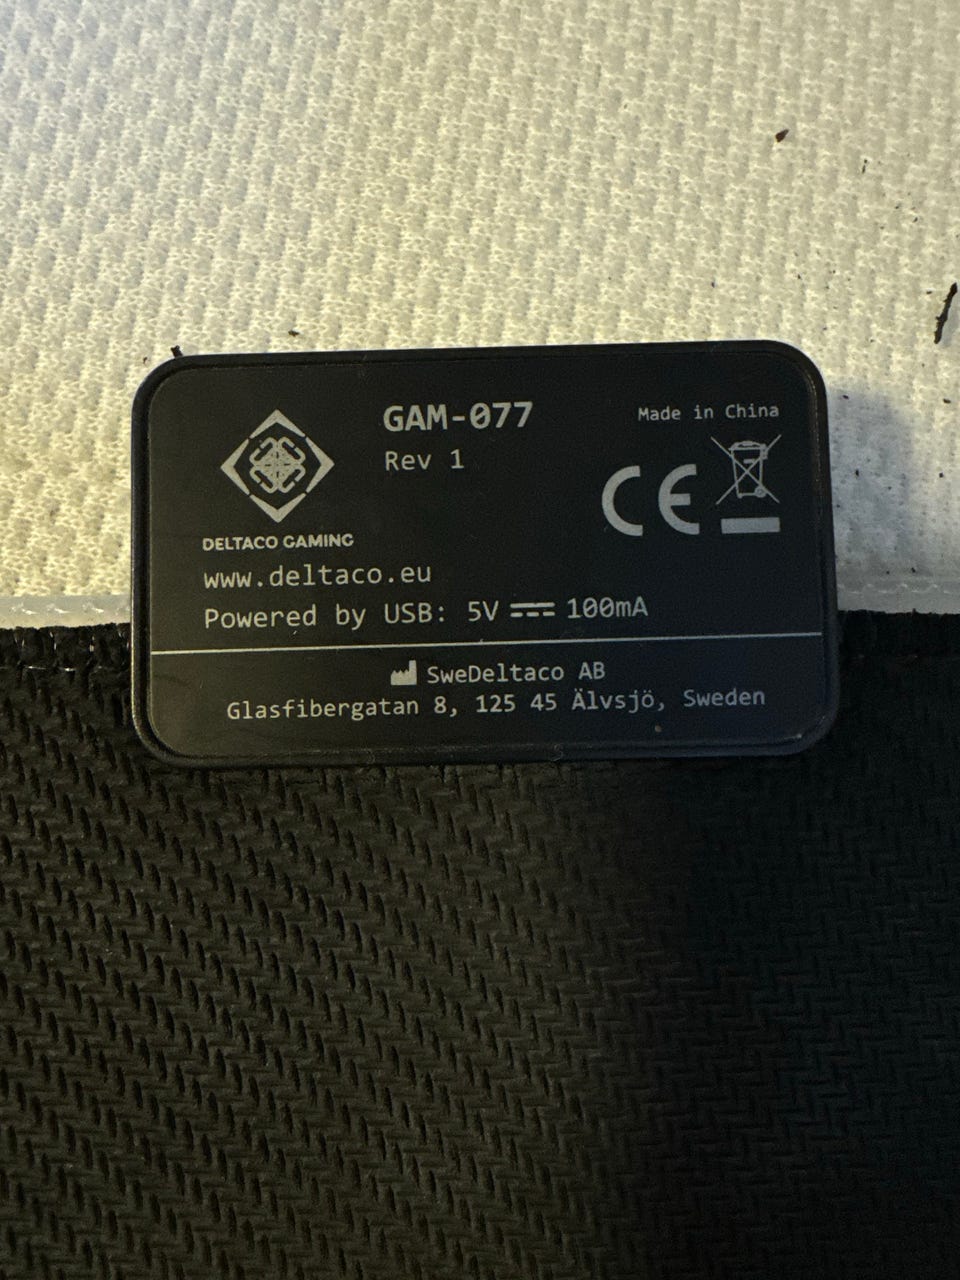 GAM-077
Made in China
Rev 1
CE
DELTACO GAMING
www.deltaco.eu
Powered by USB: 5V ⎓ 100mA
SweDeltaco AB
Glasfibergatan 8, 125 45 Älvsjö, Sweden